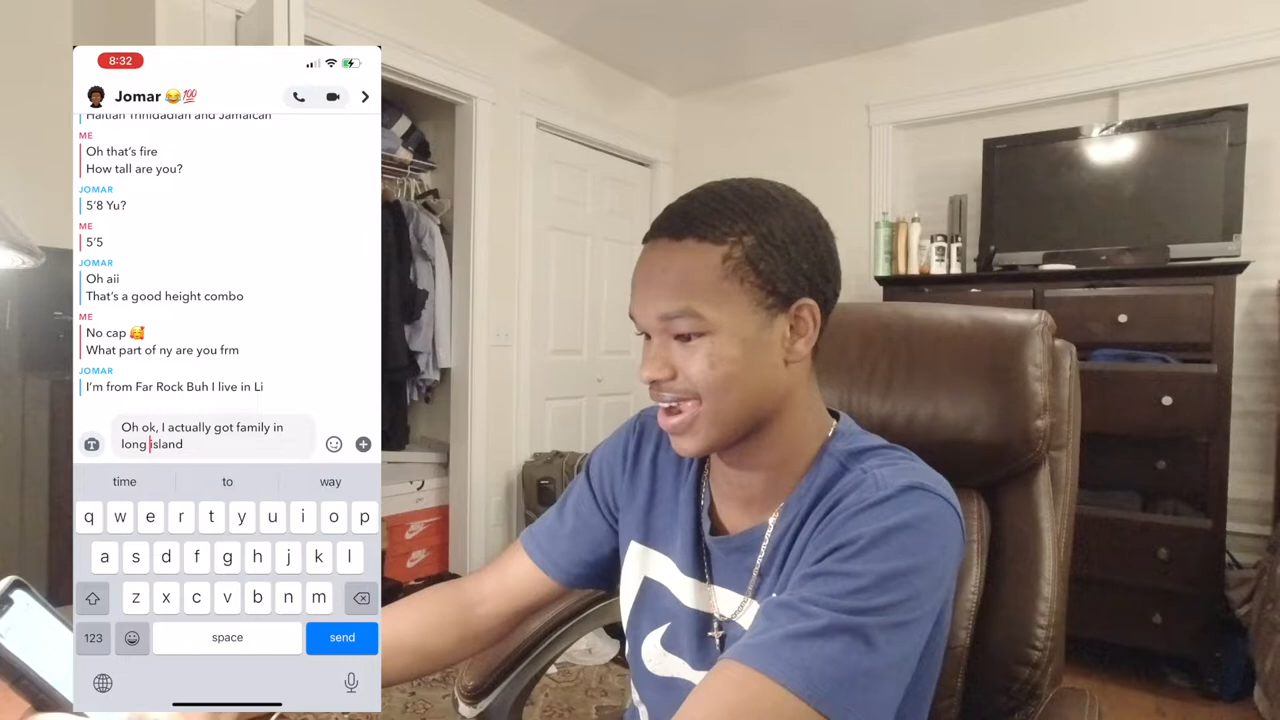 8:32
Jomar 😂💯
Haitian Trinidadian and Jamaican
ME
Oh that's fire
How tall are you?
JOMAR
5'8 Yu?
ME
5'5
JOMAR
Oh aii
That's a good height combo
ME
No cap 🥰
What part of ny are you frm
JOMAR
I'm from Far Rock Buh I live in Li
Oh ok, I actually got family in
long island
T
time to way
q w e r t y u i o p
a s d f g h j k l
z x c v b n m
123 space send